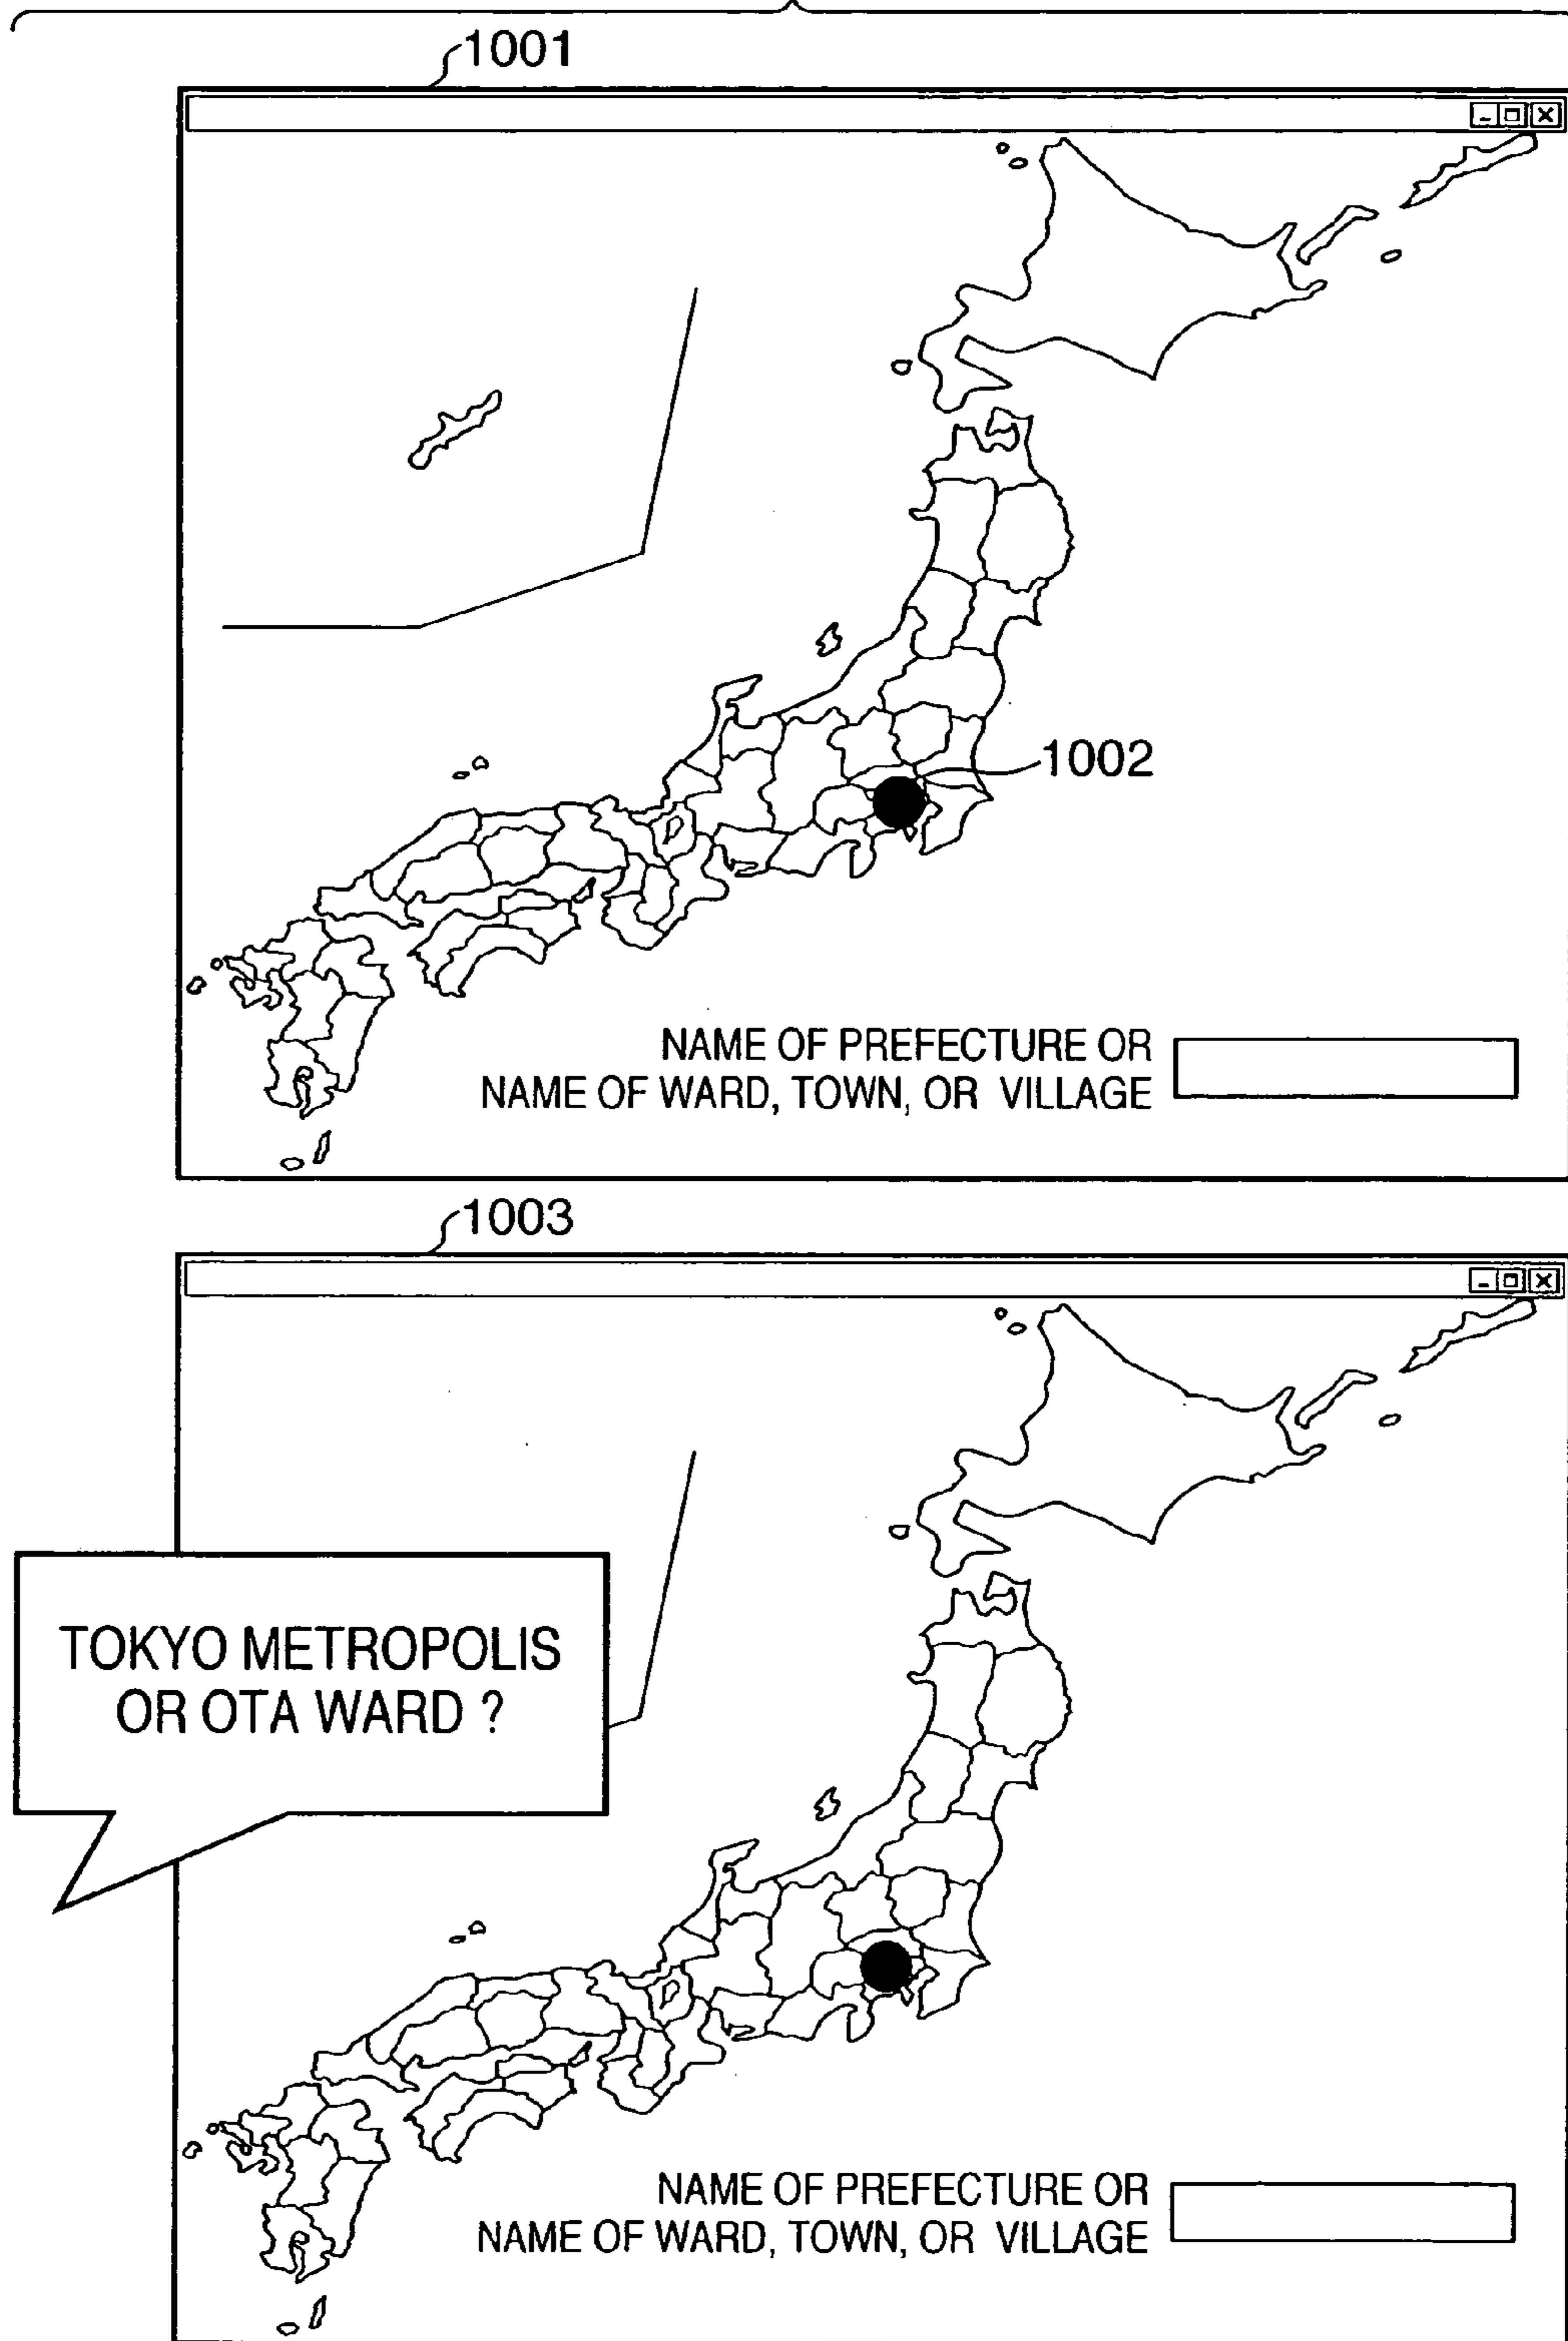 1001
1002
NAME OF PREFECTURE OR
NAME OF WARD, TOWN, OR VILLAGE
1003
TOKYO METROPOLIS
OR OTA WARD ?
NAME OF PREFECTURE OR
NAME OF WARD, TOWN, OR VILLAGE